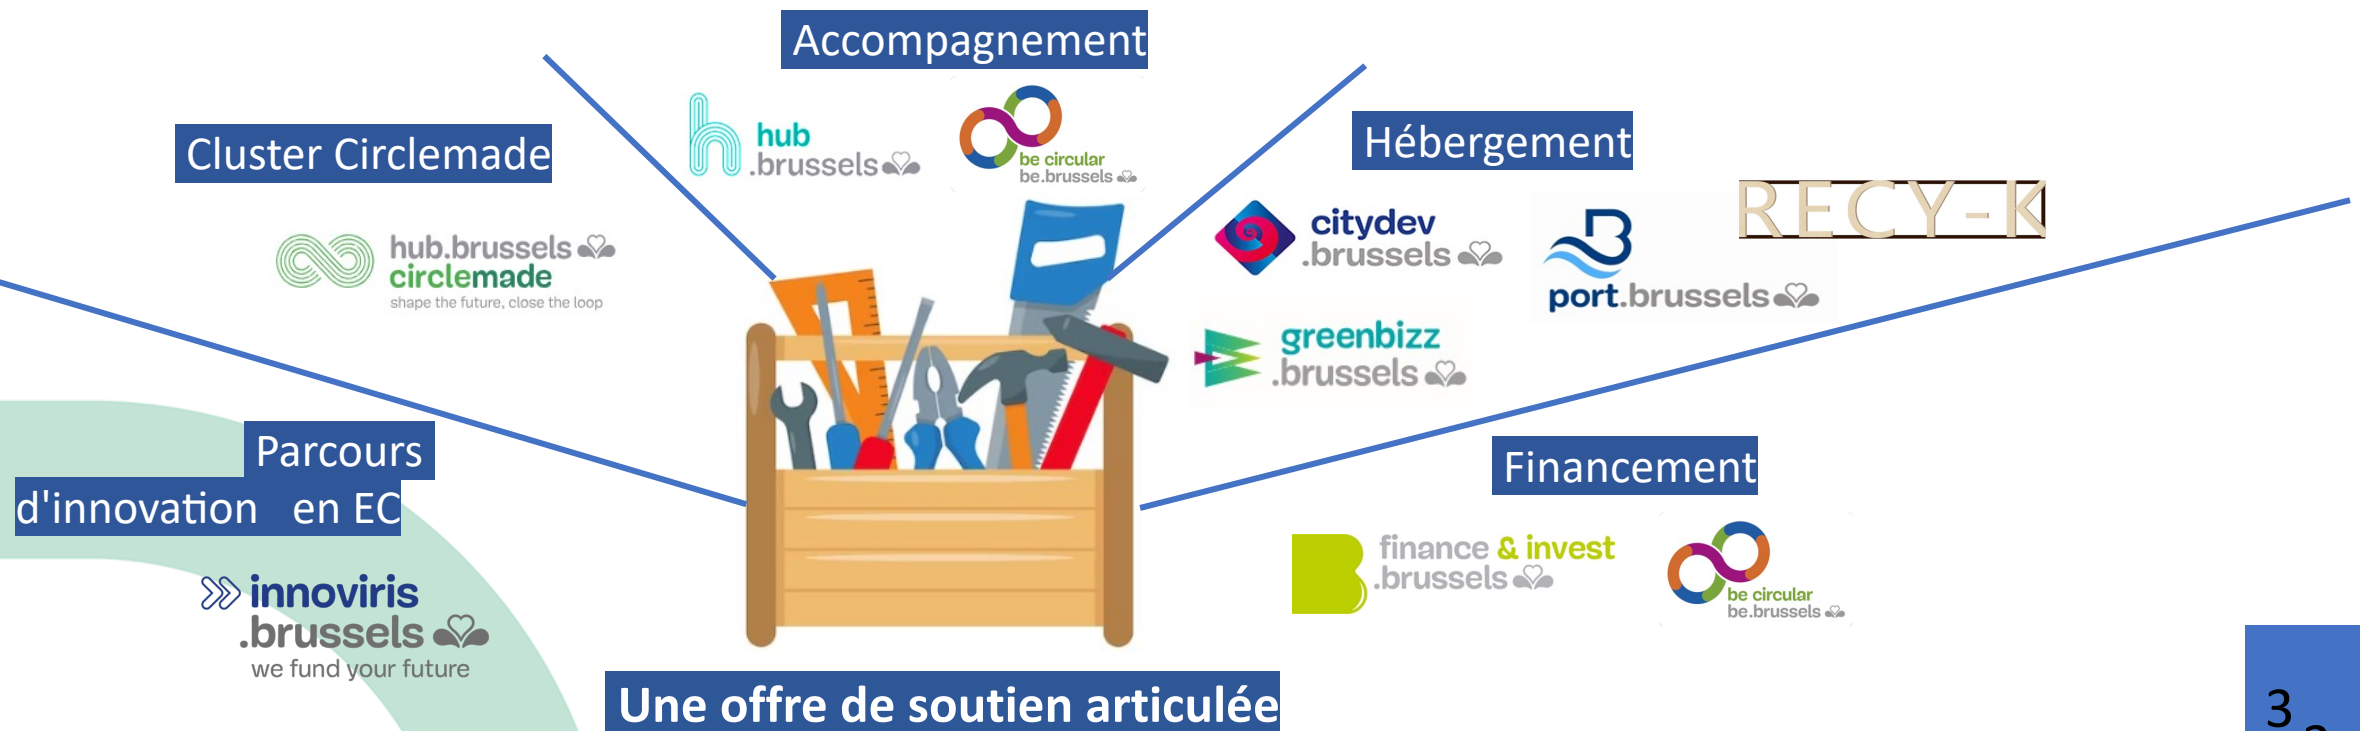 Accompagnement
hub
.brussels
be circular
be.brussels
Cluster Circlemade
hub.brussels
circlemade
shape the future, close the loop
Hébergement
citydev
.brussels
port.brussels
RECY-K
greenbizz
.brussels
Parcours
d'innovation en EC
innoviris
.brussels
we fund your future
Financement
finance & invest
.brussels
be circular
be.brussels
Une offre de soutien articulée
3